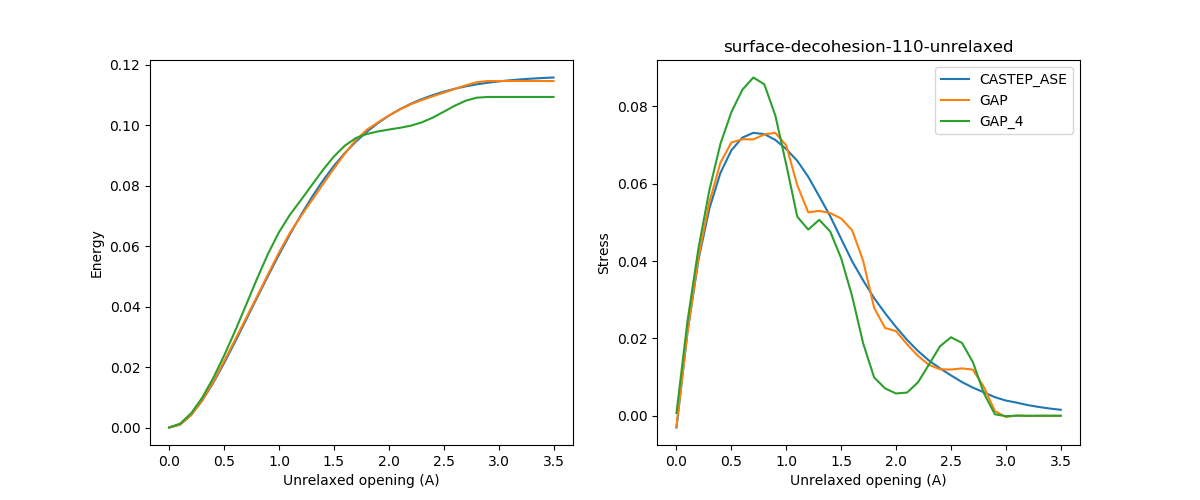 surface-decohesion-110-unrelaxed
0.12
0.10
0.08
0.06
0.04
0.02
0.00
Energy
0.0 0.5 1.0 1.5 2.0 2.5 3.0 3.5
Unrelaxed opening (A)
CASTEP_ASE
GAP
GAP_4
0.08
0.06
0.04
0.02
0.00
Stress
0.0 0.5 1.0 1.5 2.0 2.5 3.0 3.5
Unrelaxed opening (A)